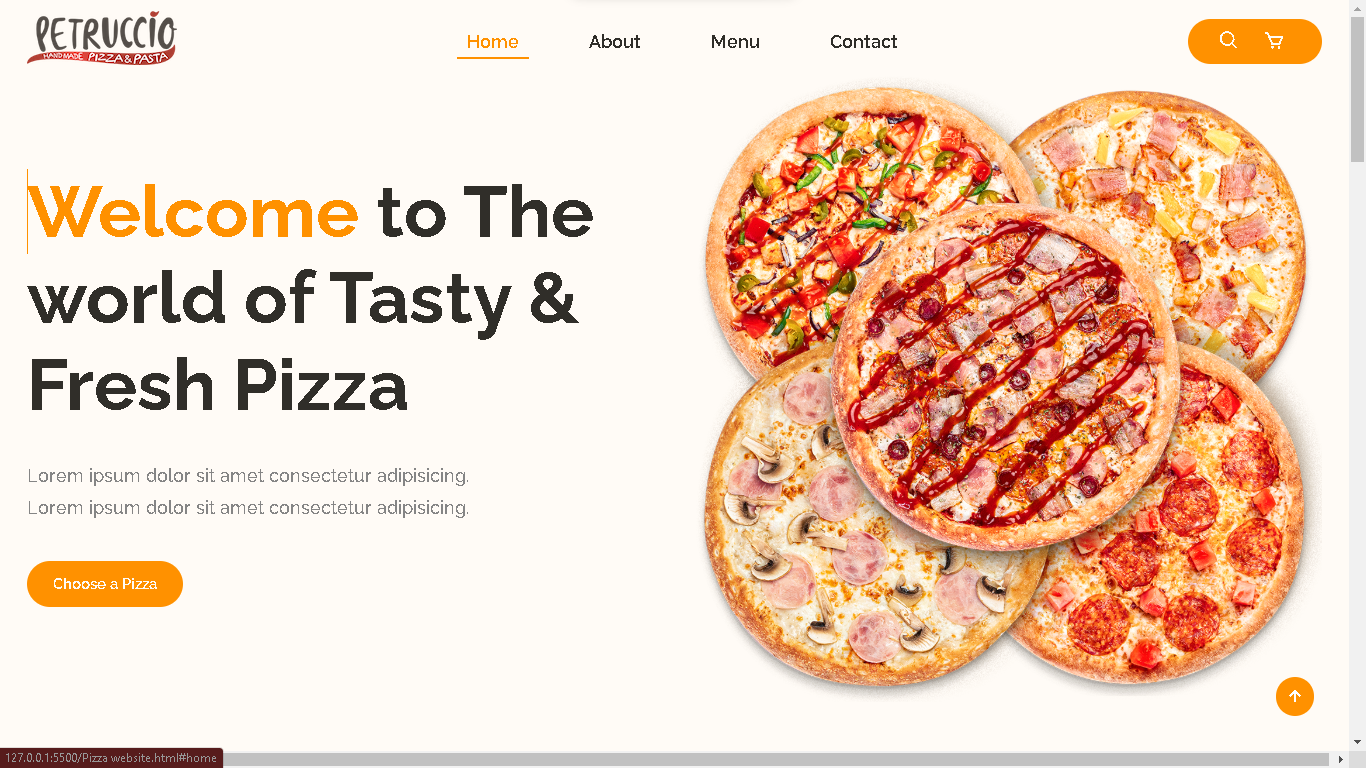 PETRUCCIO
HAND MADE PIZZA & PASTA
Home
About
Menu
Contact
Welcome to The
world of Tasty &
Fresh Pizza
Lorem ipsum dolor sit amet consectetur adipisicing.
Lorem ipsum dolor sit amet consectetur adipisicing.
Choose a Pizza
127.0.0.1:5500/Pizza website.html#home